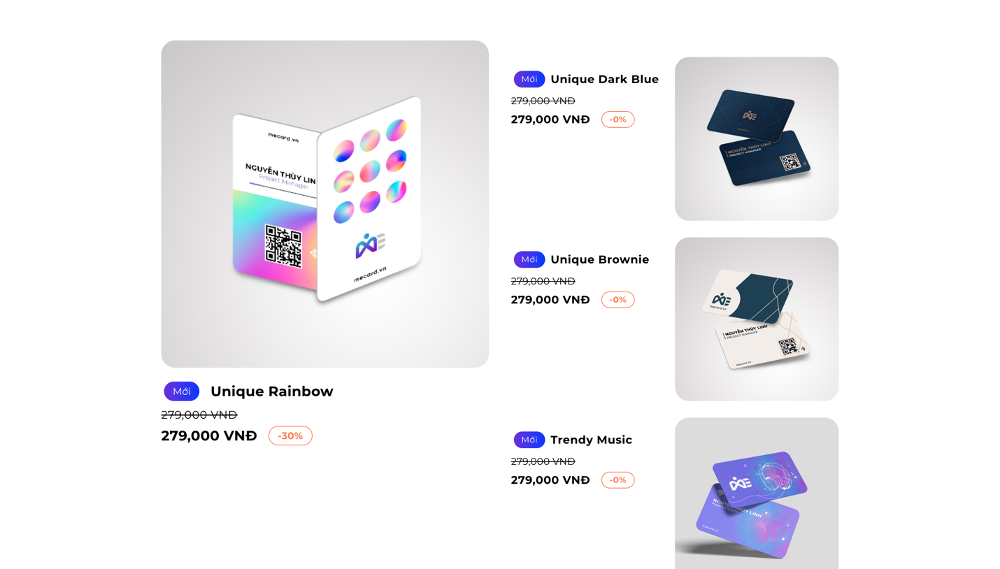 mecard.vn
NGUYỄN THÙY LIN
Project Manager
mecard.vn
Mới Unique Rainbow
279,000 VNĐ
279,000 VNĐ -30%
Mới Unique Dark Blue
279,000 VNĐ
279,000 VNĐ -0%
NGUYỄN THÙY LINH
PROJECT MANAGER
Mới Unique Brownie
279,000 VNĐ
279,000 VNĐ -0%
mecard.vn
NGUYỄN THÙY LINH
PROJECT MANAGER
mecard.vn
Mới Trendy Music
279,000 VNĐ
279,000 VNĐ -0%
NGUYỄN THÙY LINH
mecard.vn